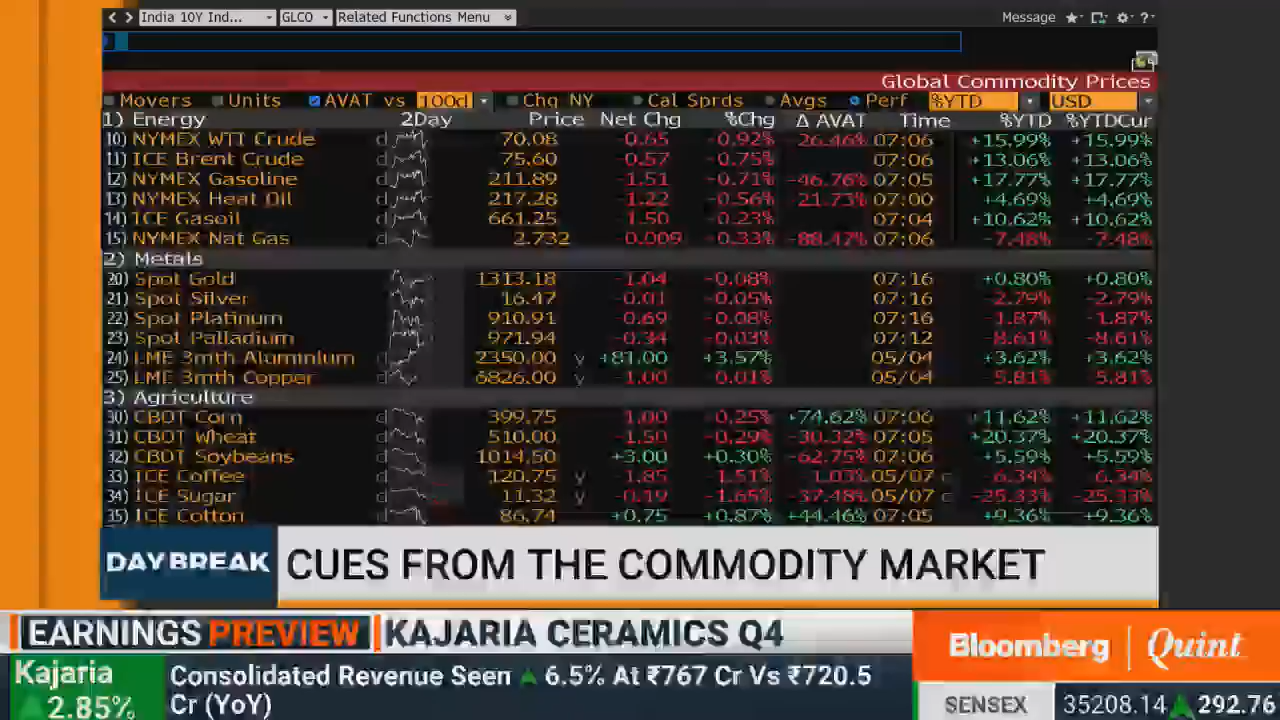 India 10Y Ind... GLCO Related Functions Menu Message
Global Commodity Prices
Movers Units AVAT vs 100d Chg NY Cal Sprds Avgs Perf %YTD USD
1) Energy 2Day Price Net Chg %Chg Δ AVAT Time %YTD %YTDCur
10) NYMEX WTI Crude d 70.08 -0.65 -0.92% 26.46% 07:06 +15.99% +15.99%
11) ICE Brent Crude d 75.60 -0.57 -0.75% 07:06 +13.06% +13.06%
12) NYMEX Gasoline d 211.89 -1.51 -0.71% -46.76% 07:05 +17.77% +17.77%
13) NYMEX Heat Oil d 217.28 -1.22 -0.56% -21.73% 07:00 +4.69% +4.69%
14) ICE Gasoil d 661.25 -1.50 -0.23% 07:04 +10.62% +10.62%
15) NYMEX Nat Gas d 2.732 -0.009 -0.33% -88.47% 07:06 -7.48% -7.48%
2) Metals
20) Spot Gold 1313.18 -1.04 -0.08% 07:16 +0.80% +0.80%
21) Spot Silver 16.47 -0.01 -0.05% 07:16 -2.79% -2.79%
22) Spot Platinum 910.91 -0.69 -0.08% 07:16 -1.87% -1.87%
23) Spot Palladium 971.94 -0.34 -0.03% 07:12 -8.61% -8.61%
24) LME 3mth Aluminium d 2350.00 y +81.00 +3.57% 05/04 +3.62% +3.62%
25) LME 3mth Copper d 6826.00 y -1.00 -0.01% 05/04 -5.81% -5.81%
3) Agriculture
30) CBOT Corn d 399.75 -1.00 -0.25% +74.62% 07:06 +11.62% +11.62%
31) CBOT Wheat d 510.00 -1.50 -0.29% -30.32% 07:05 +20.37% +20.37%
32) CBOT Soybeans d 1014.50 +3.00 +0.30% -62.75% 07:06 +5.59% +5.59%
33) ICE Coffee d 120.75 y -1.85 -1.51% 1.03% 05/07 c -6.34% -6.34%
34) ICE Sugar d 11.32 y -0.19 -1.65% -37.48% 05/07 c -25.33% -25.33%
35) ICE Cotton d 86.74 +0.75 +0.87% +44.46% 07:05 +9.36% +9.36%
DAYBREAK CUES FROM THE COMMODITY MARKET
EARNINGS PREVIEW KAJARIA CERAMICS Q4
Bloomberg | Quint
Kajaria ▲ 2.85%
Consolidated Revenue Seen ▲ 6.5% At ₹767 Cr Vs ₹720.5
Cr (YoY)
SENSEX 35208.14 ▲ 292.76